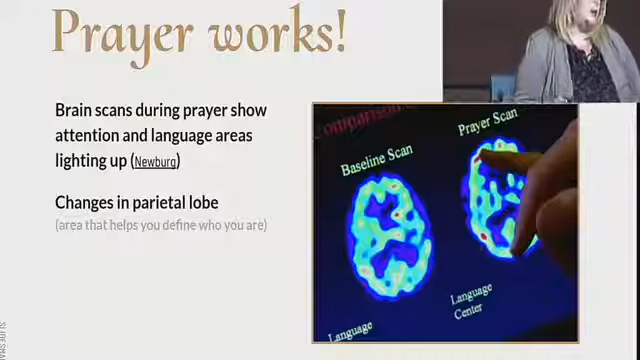 Prayer works!
Brain scans during prayer show
attention and language areas
lighting up (Newburg)
Changes in parietal lobe
(area that helps you define who you are)
Baseline Scan
Prayer Scan
Language
Language
Center